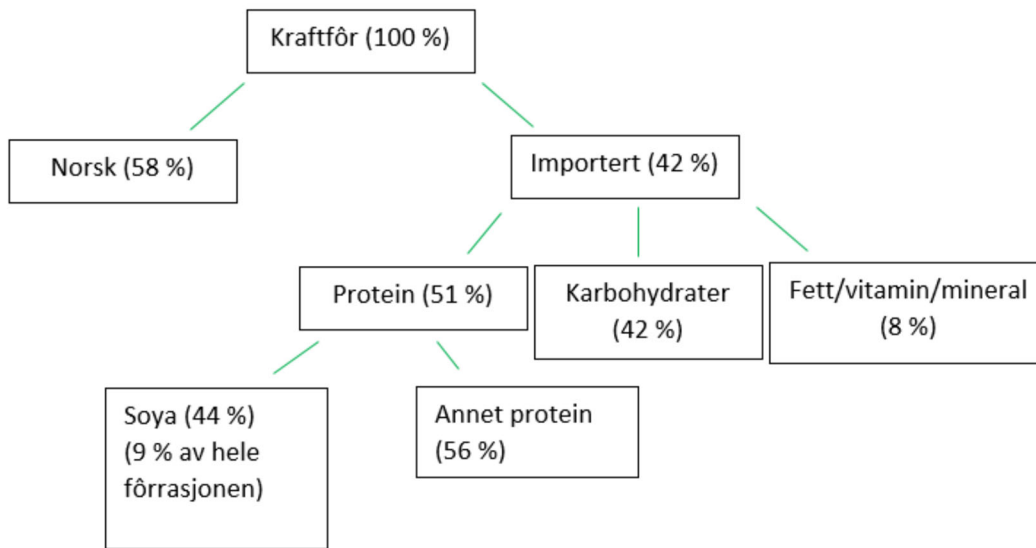 Kraftfôr (100 %)
Norsk (58 %)
Importert (42 %)
Protein (51 %)
Karbohydrater
(42 %)
Fett/vitamin/mineral
(8 %)
Soya (44 %)
(9 % av hele
fôrrasjonen)
Annet protein
(56 %)